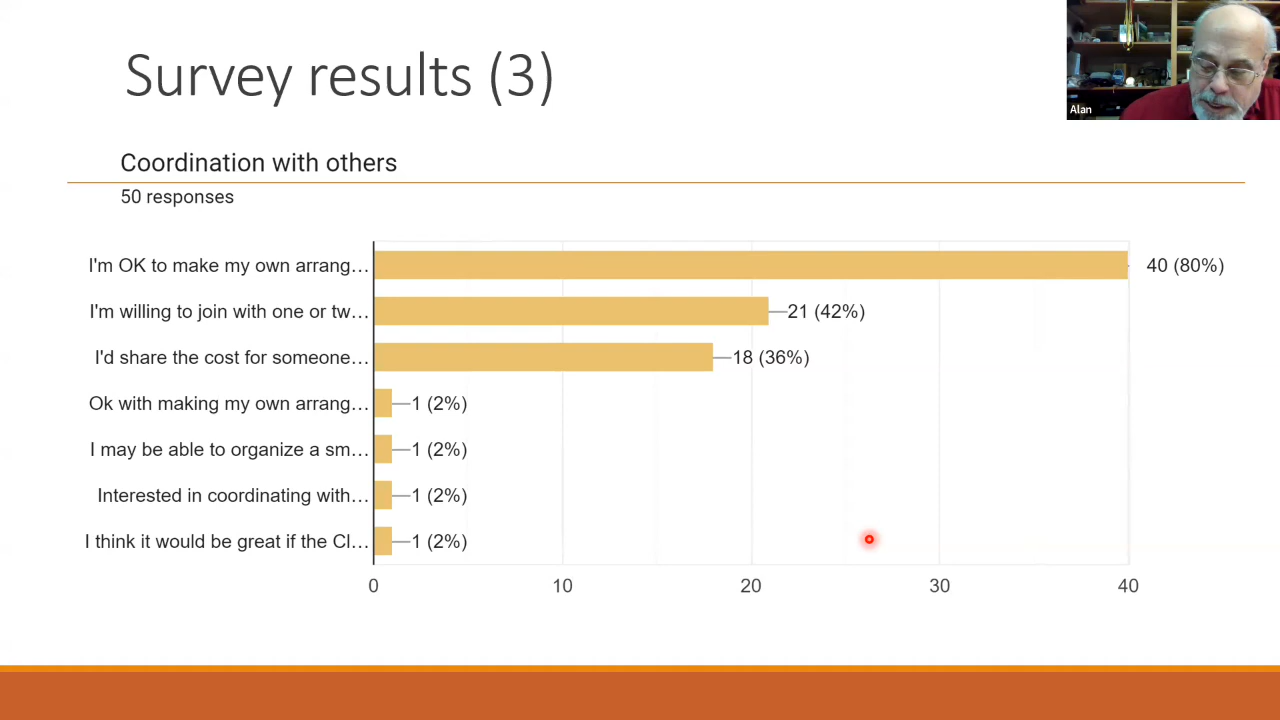 Survey results (3)
Alan
Coordination with others
50 responses
I'm OK to make my own arrang… 40 (80%)
I'm willing to join with one or tw… 21 (42%)
I'd share the cost for someone… 18 (36%)
Ok with making my own arrang… 1 (2%)
I may be able to organize a sm… 1 (2%)
Interested in coordinating with… 1 (2%)
I think it would be great if the Cl… 1 (2%)
0 10 20 30 40